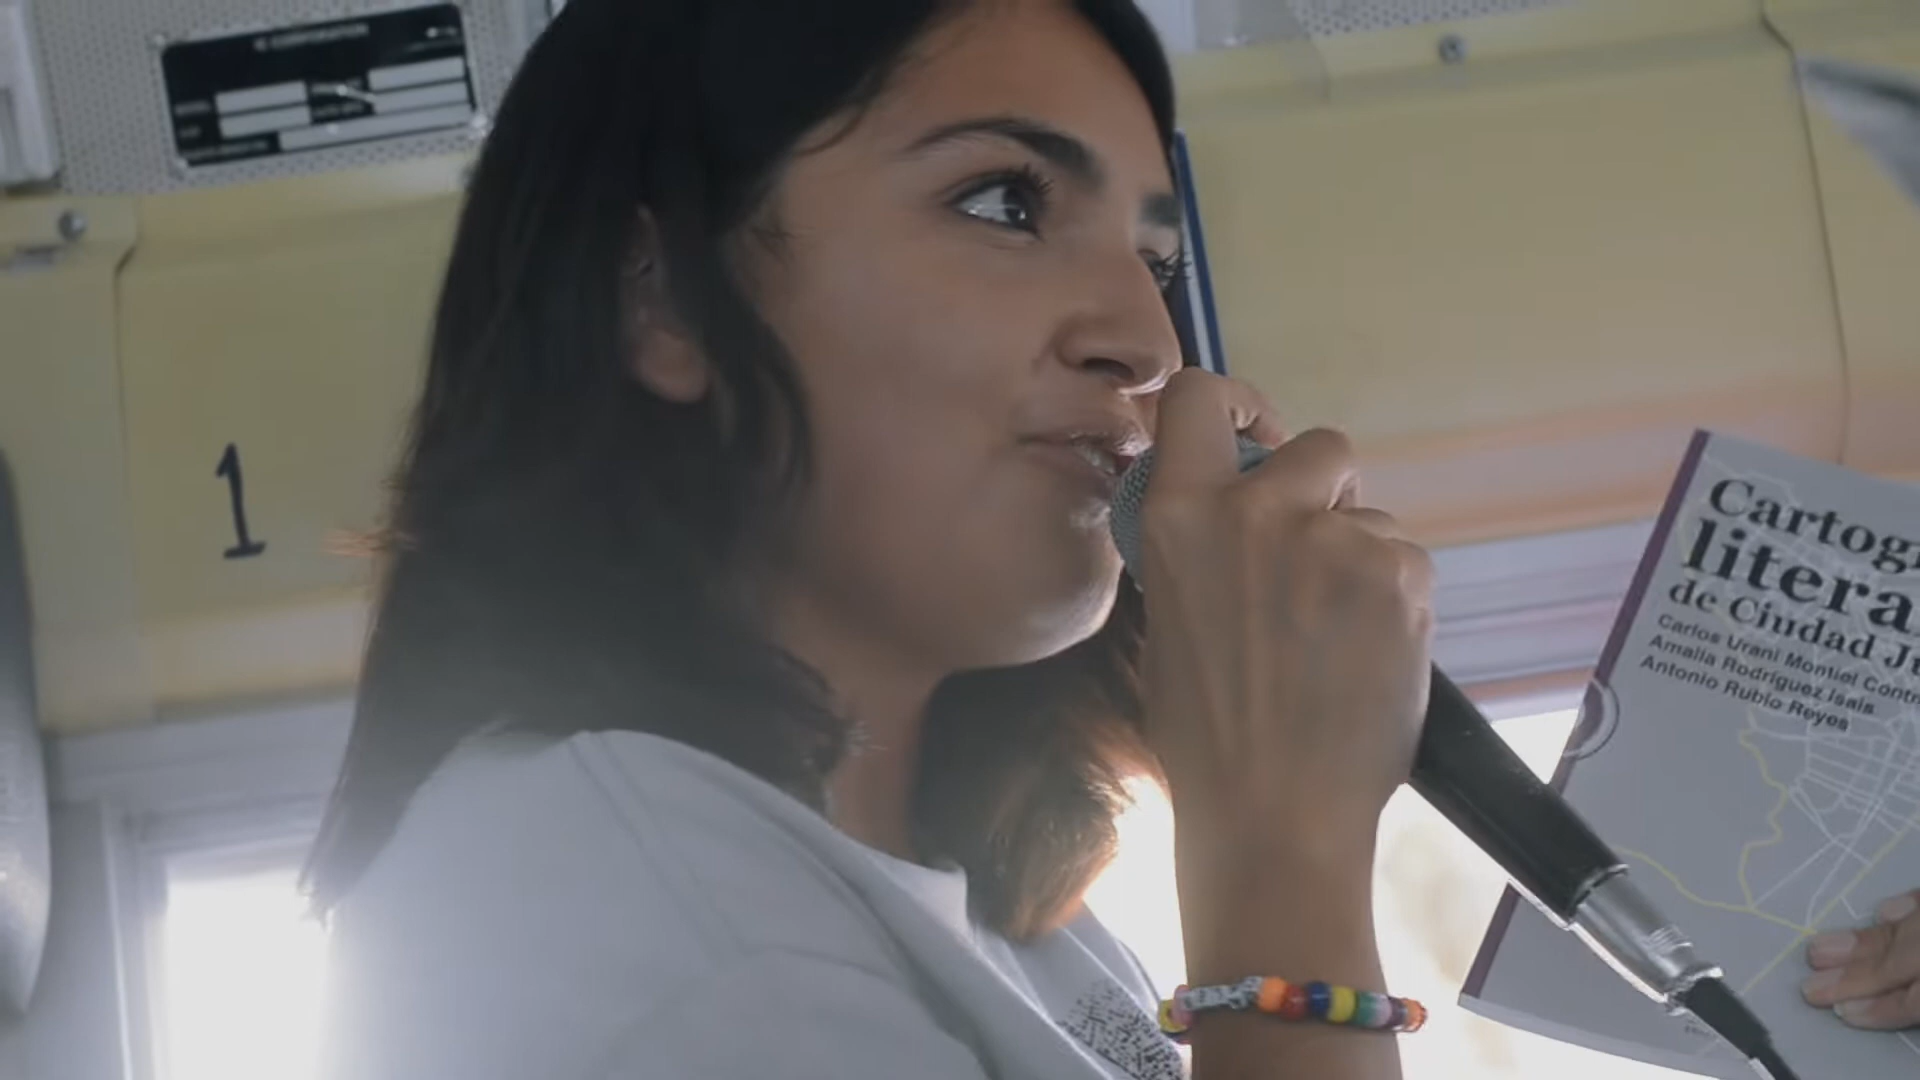 1
Cartog
litera
de Ciudad Ju
Carlos Urani Montiel Contr
Amalia Rodríguez Isais
Antonio Rubio Reyes